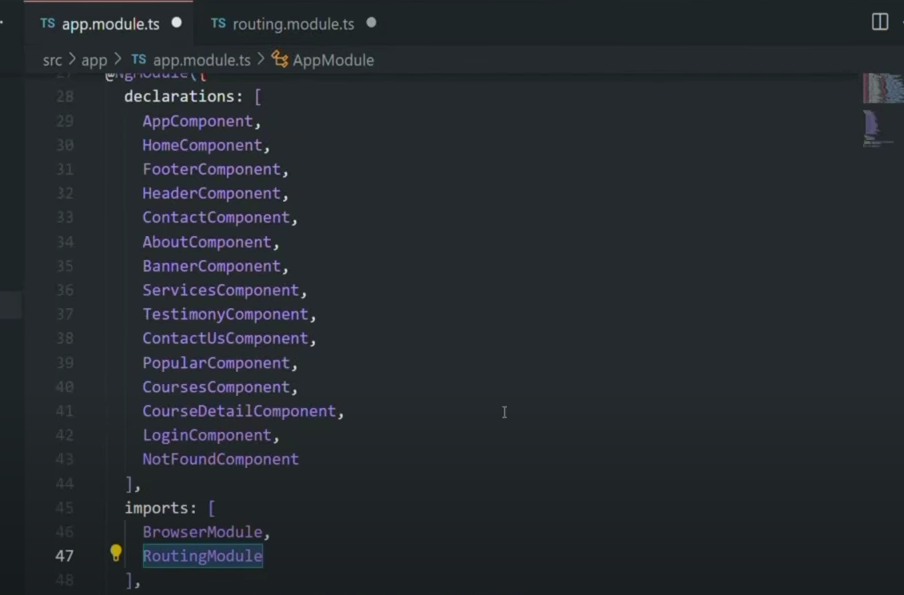 TS app.module.ts ● TS routing.module.ts ●
src > app > TS app.module.ts > AppModule
27 @NgModule({
28 declarations: [
29 AppComponent,
30 HomeComponent,
31 FooterComponent,
32 HeaderComponent,
33 ContactComponent,
34 AboutComponent,
35 BannerComponent,
36 ServicesComponent,
37 TestimonyComponent,
38 ContactUsComponent,
39 PopularComponent,
40 CoursesComponent,
41 CourseDetailComponent,
42 LoginComponent,
43 NotFoundComponent
44 ],
45 imports: [
46 BrowserModule,
47 RoutingModule
48 ],